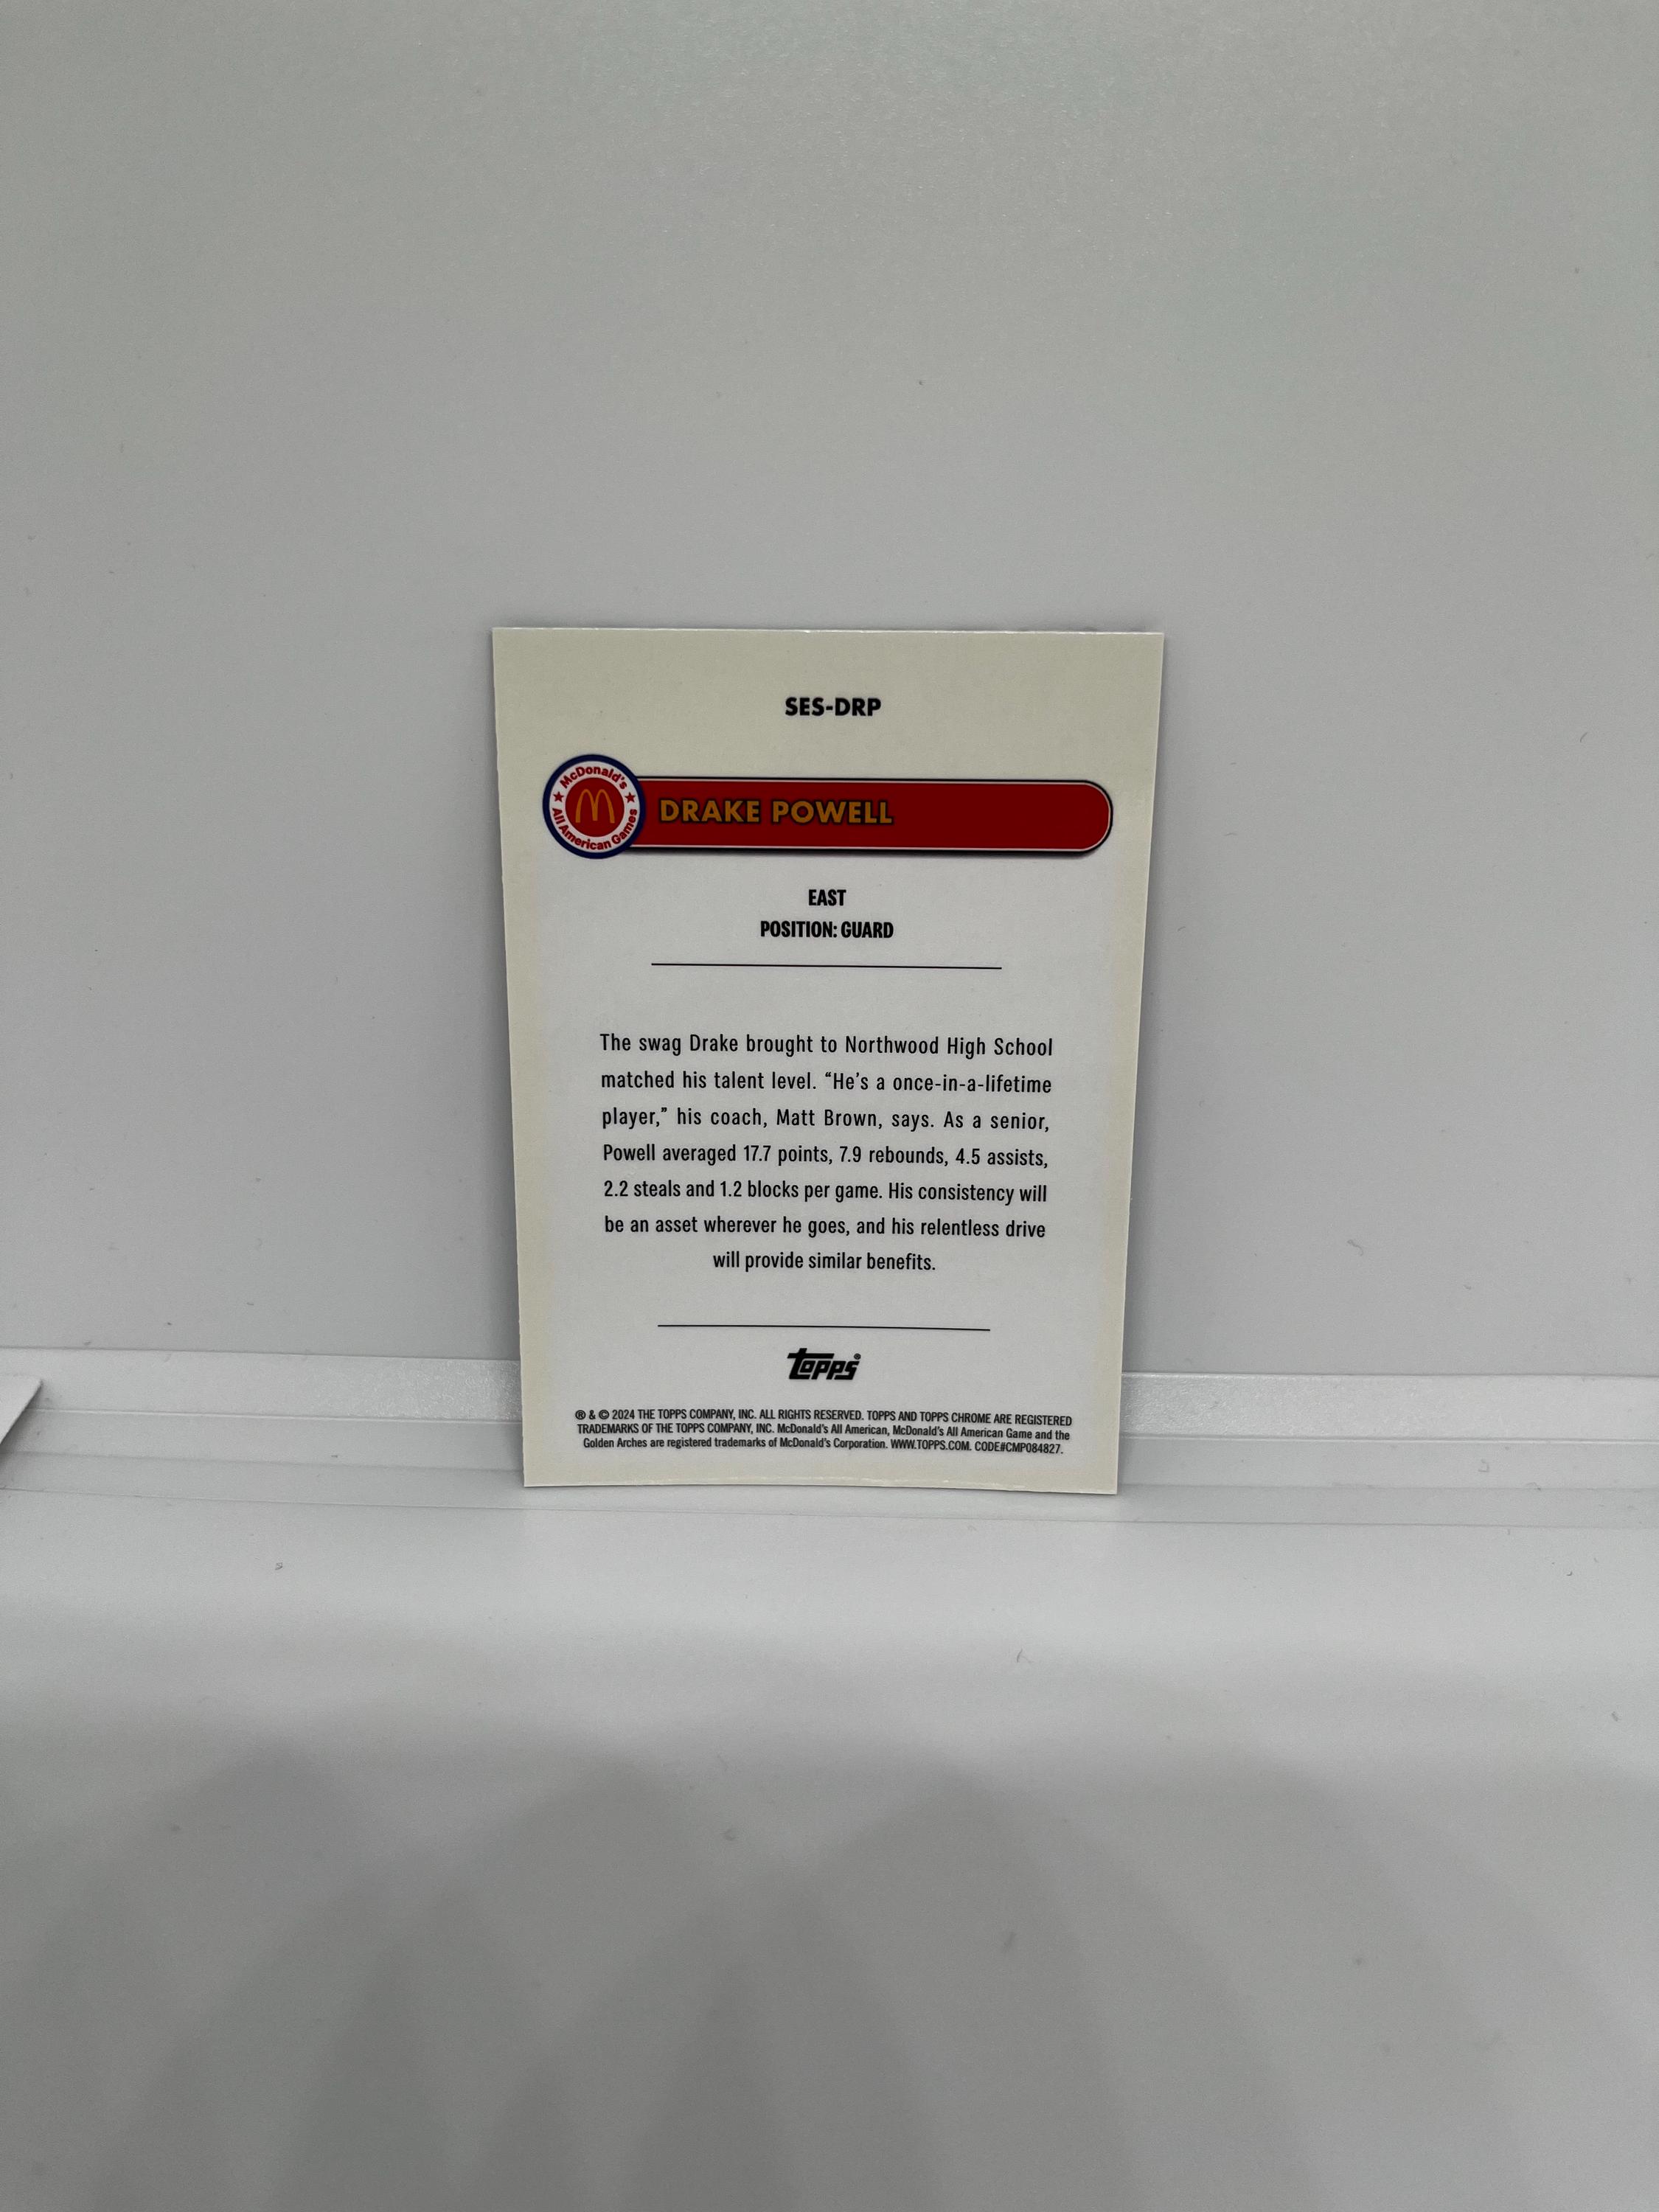 SES-DRP
McDonald's
All American Games
DRAKE POWELL
EAST
POSITION: GUARD
The swag Drake brought to Northwood High School
matched his talent level. “He’s a once-in-a-lifetime
player,” his coach, Matt Brown, says. As a senior,
Powell averaged 17.7 points, 7.9 rebounds, 4.5 assists,
2.2 steals and 1.2 blocks per game. His consistency will
be an asset wherever he goes, and his relentless drive
will provide similar benefits.
Topps®
® & © 2024 THE TOPPS COMPANY, INC. ALL RIGHTS RESERVED. TOPPS AND TOPPS CHROME ARE REGISTERED
TRADEMARKS OF THE TOPPS COMPANY, INC. McDonald's All American, McDonald's All American Game and the
Golden Arches are registered trademarks of McDonald's Corporation. WWW.TOPPS.COM. CODE#CMP084827.